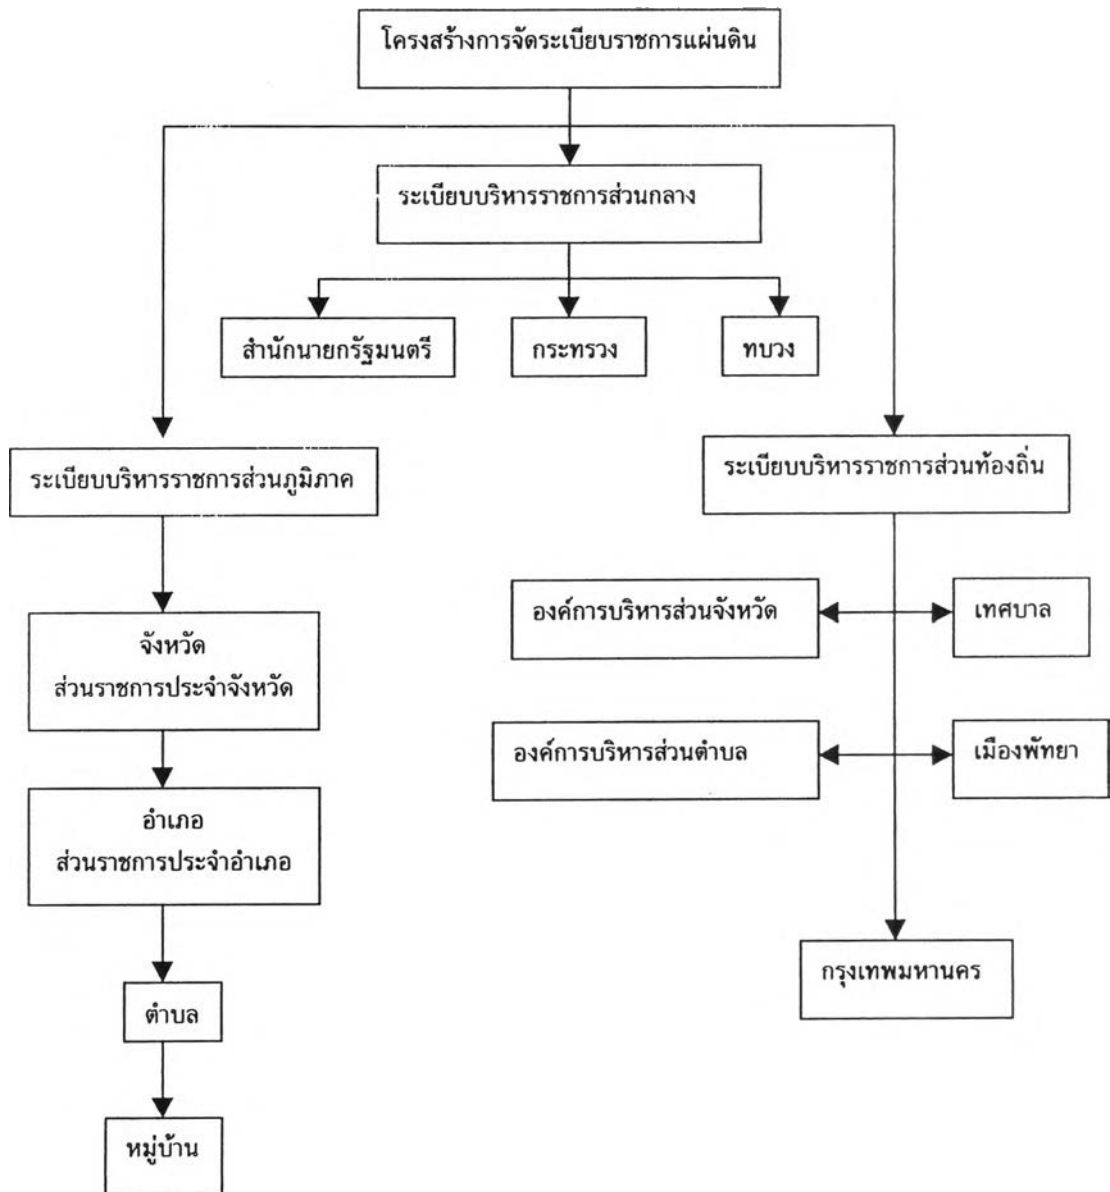 โครงสร้างการจัดระเบียบราชการแผ่นดิน
ระเบียบบริหารราชการส่วนกลาง
สำนักนายกรัฐมนตรี
กระทรวง
ทบวง
ระเบียบบริหารราชการส่วนภูมิภาค
ระเบียบบริหารราชการส่วนท้องถิ่น
องค์การบริหารส่วนจังหวัด
เทศบาล
จังหวัด
ส่วนราชการประจำจังหวัด
องค์การบริหารส่วนตำบล
เมืองพัทยา
อำเภอ
ส่วนราชการประจำอำเภอ
กรุงเทพมหานคร
ตำบล
หมู่บ้าน